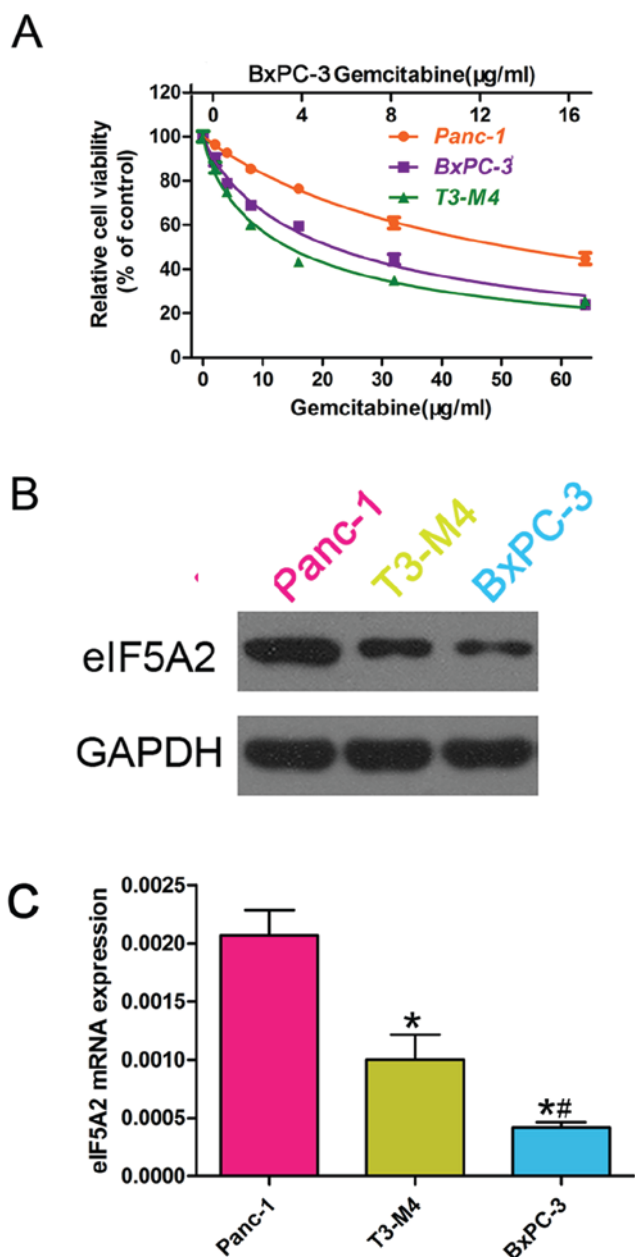 A
BxPC-3 Gemcitabine(µg/ml)
0 4 8 12 16
120
100
80
60
40
20
0
Relative cell viability
(% of control)
Panc-1
BxPC-3
T3-M4
0 10 20 30 40 50 60
Gemcitabine(µg/ml)
B
Panc-1
T3-M4
BxPC-3
eIF5A2
GAPDH
C
eIF5A2 mRNA expression
0.0025
0.0020
0.0015
0.0010
0.0005
0.0000
*
*#
Panc-1
T3-M4
BxPC-3